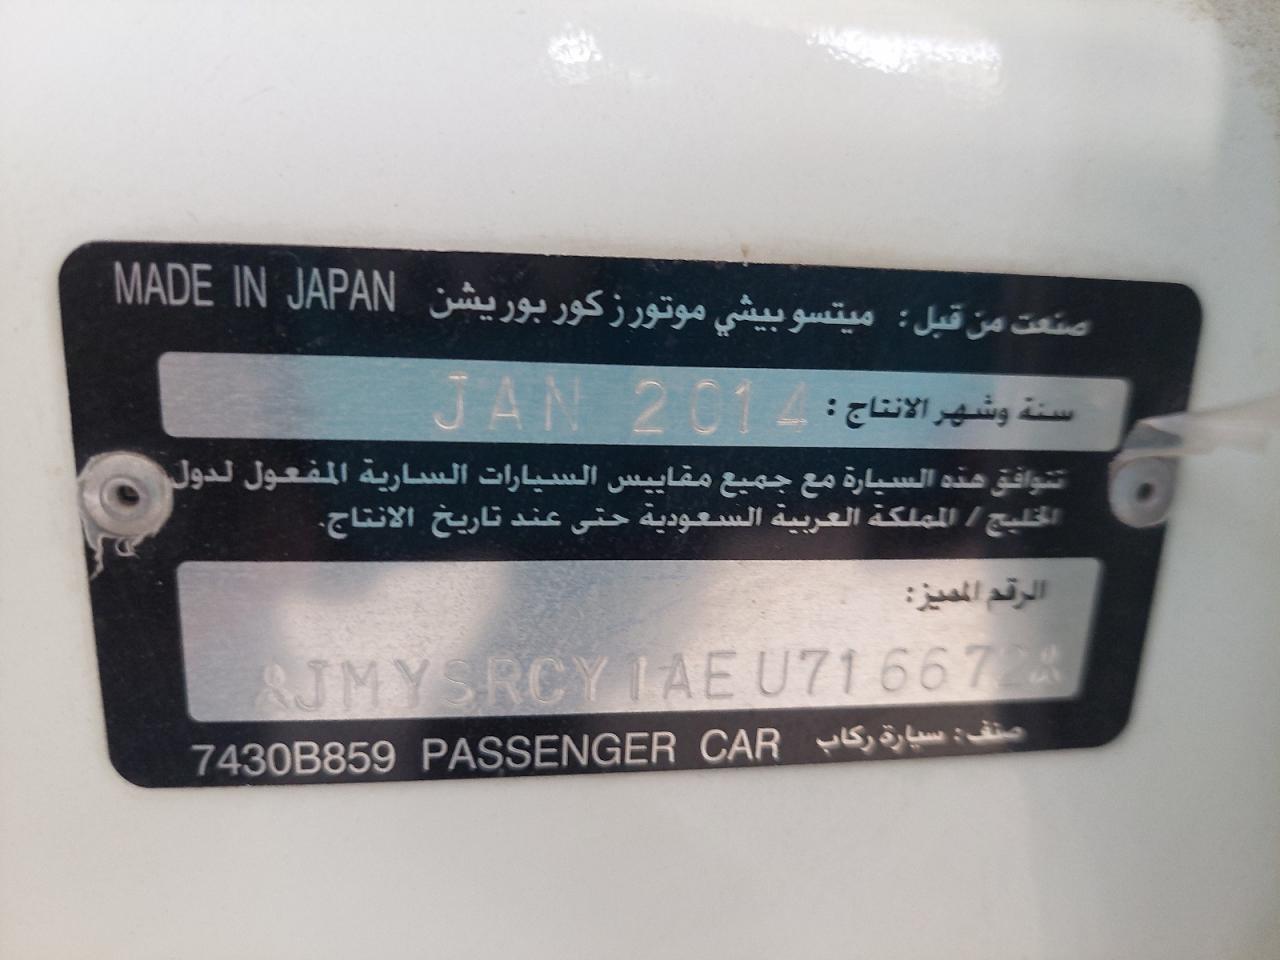 MADE IN JAPAN صنعت من قبل: ميتسوبيشي موتورز كوربوريشن
سنة وشهر الانتاج: JAN 2014
تتوافق هذه السيارة مع جميع مقاييس السيارات السارية المفعول لدول
الخليج / المملكة العربية السعودية حتى عند تاريخ الانتاج.
الرقم المميز:
JMYSRCY1AEU716672
7430B859 PASSENGER CAR صنف: سيارة ركاب